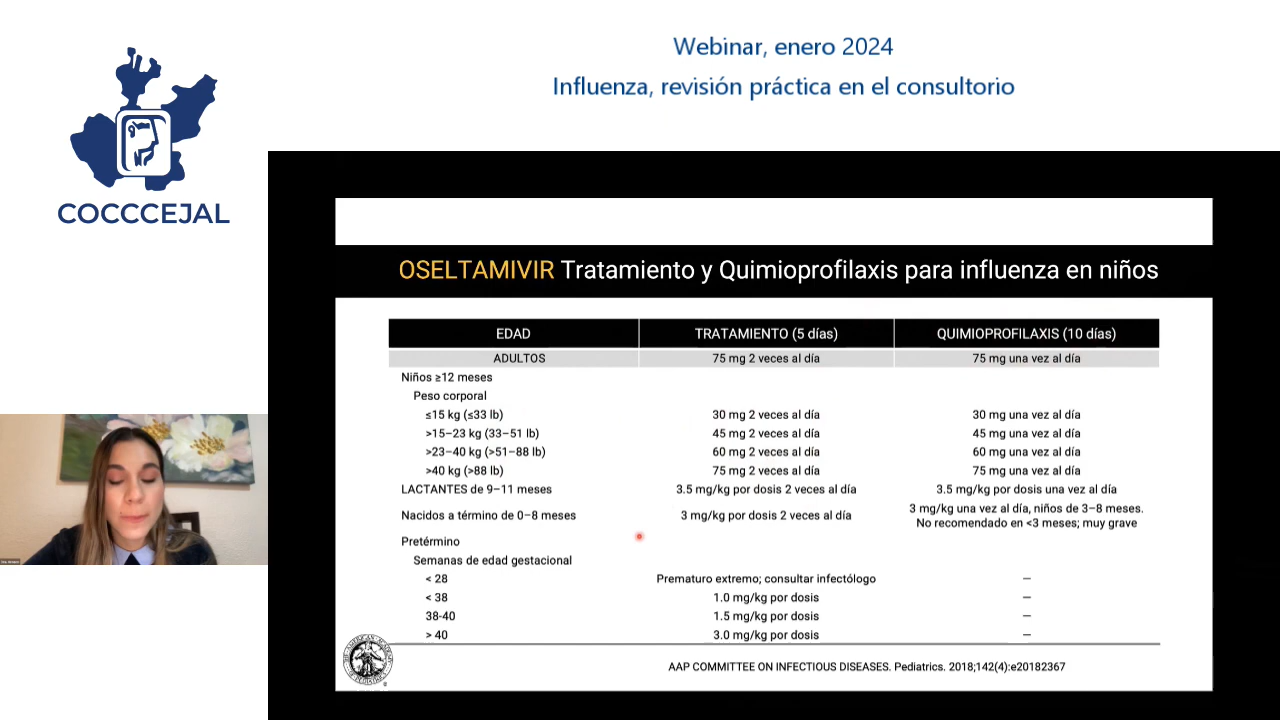 Webinar, enero 2024
Influenza, revisión práctica en el consultorio
COCCCEJAL
OSELTAMIVIR Tratamiento y Quimioprofilaxis para influenza en niños
EDAD TRATAMIENTO (5 días) QUIMIOPROFILAXIS (10 días)
ADULTOS 75 mg 2 veces al día 75 mg una vez al día
Niños ≥12 meses
Peso corporal
≤15 kg (≤33 lb) 30 mg 2 veces al día 30 mg una vez al día
>15–23 kg (33–51 lb) 45 mg 2 veces al día 45 mg una vez al día
>23–40 kg (>51–88 lb) 60 mg 2 veces al día 60 mg una vez al día
>40 kg (>88 lb) 75 mg 2 veces al día 75 mg una vez al día
LACTANTES de 9–11 meses 3.5 mg/kg por dosis 2 veces al día 3.5 mg/kg por dosis una vez al día
Nacidos a término de 0–8 meses 3 mg/kg por dosis 2 veces al día 3 mg/kg una vez al día, niños de 3–8 meses.
No recomendado en <3 meses; muy grave
Pretérmino
Semanas de edad gestacional
< 28 Prematuro extremo; consultar infectólogo —
< 38 1.0 mg/kg por dosis —
38-40 1.5 mg/kg por dosis —
> 40 3.0 mg/kg por dosis —
AAP COMMITTEE ON INFECTIOUS DISEASES. Pediatrics. 2018;142(4):e20182367